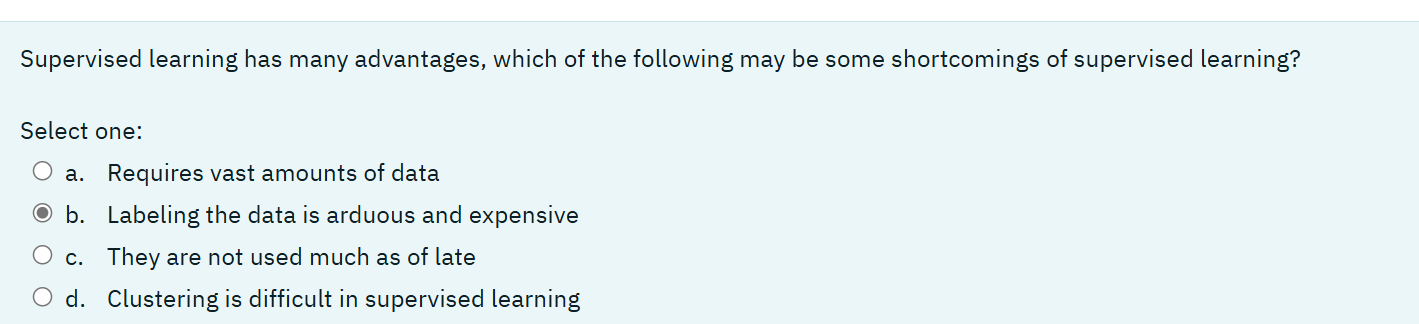 Supervised learning has many advantages, which of the following may be some shortcomings of supervised learning?
Select one:
a. Requires vast amounts of data
b. Labeling the data is arduous and expensive
c. They are not used much as of late
d. Clustering is difficult in supervised learning